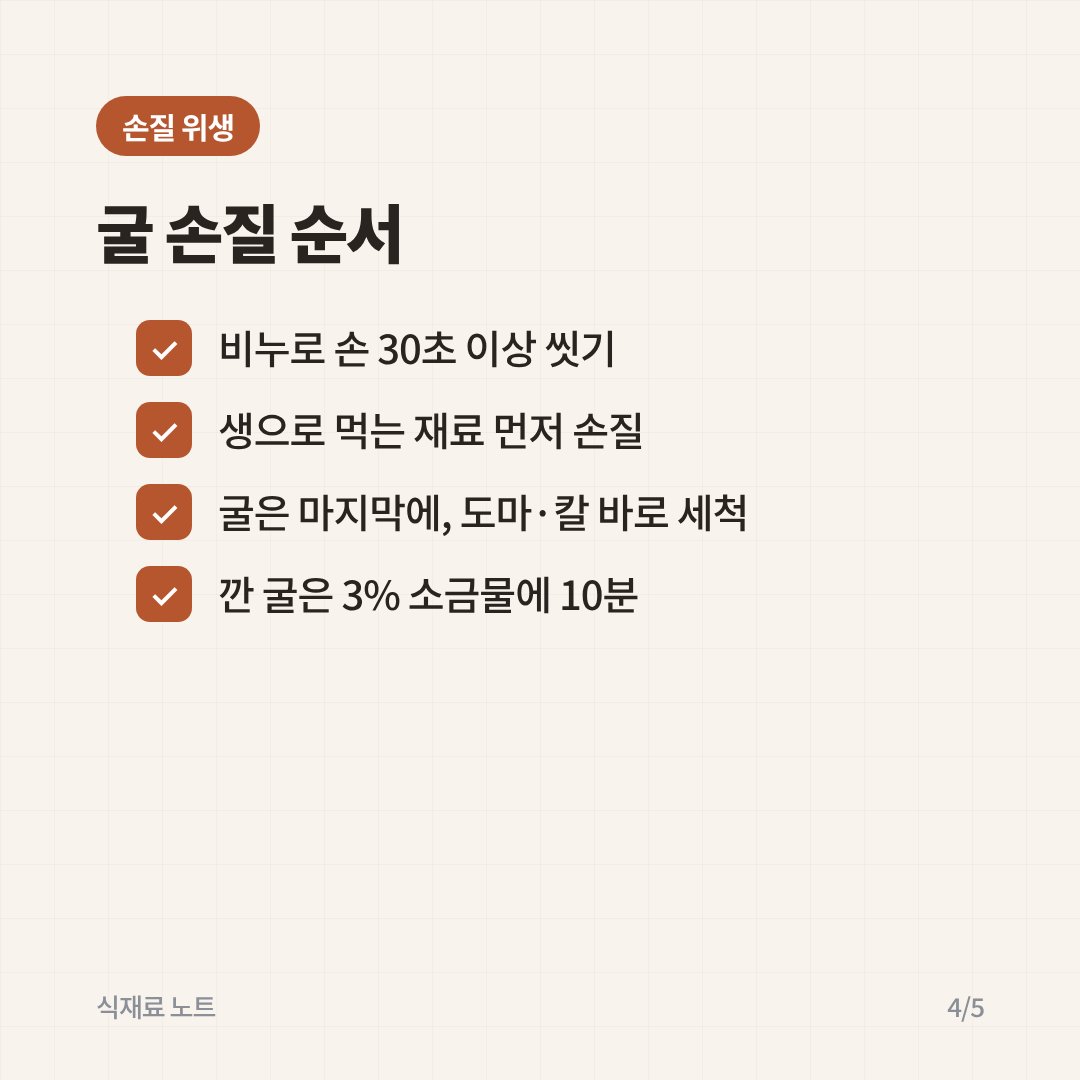 손질 위생
굴 손질 순서
비누로 손 30초 이상 씻기
생으로 먹는 재료 먼저 손질
굴은 마지막에, 도마·칼 바로 세척
깐 굴은 3% 소금물에 10분
식재료 노트
4/5